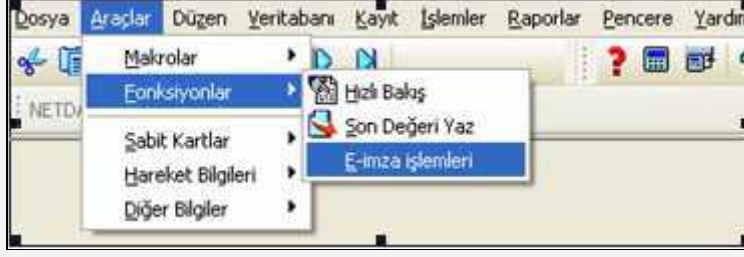 Dosya Araçlar Düzen Veritabanı Kayıt İşlemler Raporlar Pencere Yardım
Makrolar
Fonksiyonlar
Hızlı Bakış
NETD
Son Değeri Yaz
Sabit Kartlar
E-imza işlemleri
Hareket Bilgileri
Diğer Bilgiler